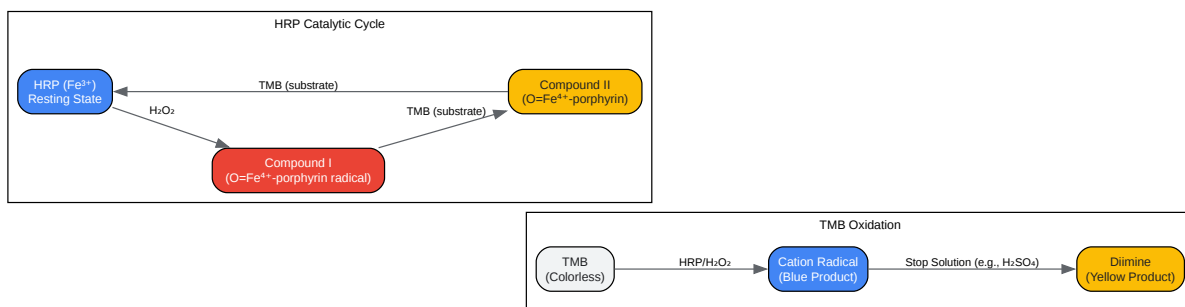 HRP Catalytic Cycle
HRP (Fe³⁺)
Resting State
TMB (substrate)
Compound II
(O=Fe⁴⁺-porphyrin)
H₂O₂
TMB (substrate)
Compound I
(O=Fe⁴⁺-porphyrin radical)
TMB Oxidation
TMB
(Colorless)
HRP/H₂O₂
Cation Radical
(Blue Product)
Stop Solution (e.g., H₂SO₄)
Diimine
(Yellow Product)